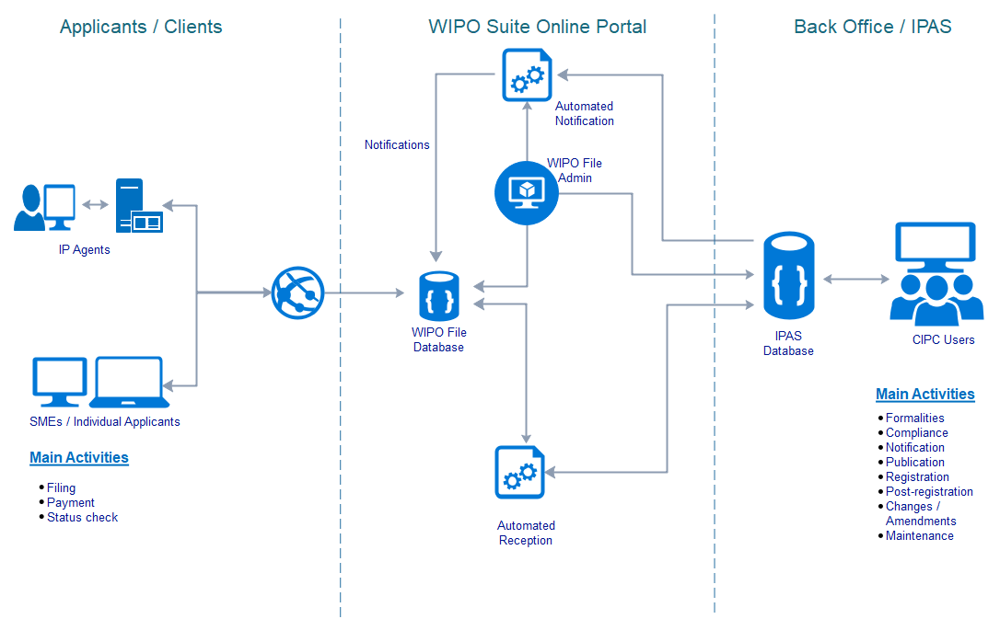 Applicants / Clients
WIPO Suite Online Portal
Back Office / IPAS
Automated
Notification
Notifications
WIPO File
Admin
IP Agents
WIPO File
Database
IPAS
Database
CIPC Users
SMEs / Individual Applicants
Main Activities
• Filing
• Payment
• Status check
Automated
Reception
Main Activities
• Formalities
• Compliance
• Notification
• Publication
• Registration
• Post-registration
• Changes /
Amendments
• Maintenance